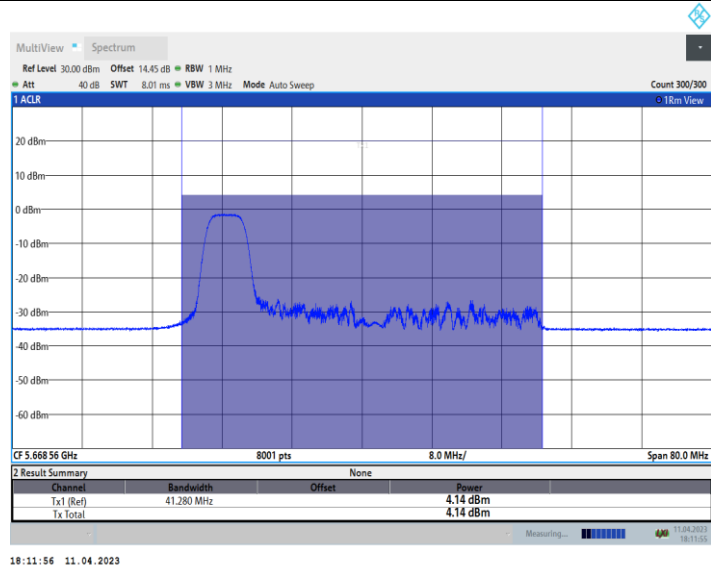 R&S
MultiView Spectrum
Ref Level 30.00 dBm Offset 14.45 dB RBW 1 MHz
Att 40 dB SWT 8.01 ms VBW 3 MHz Mode Auto Sweep Count 300/300
1 ACLR 1Rm View
20 dBm
10 dBm
0 dBm
-10 dBm
-20 dBm
-30 dBm
-40 dBm
-50 dBm
-60 dBm
CF 5.66856 GHz 8001 pts 8.0 MHz/ Span 80.0 MHz
2 Result Summary None
Channel Bandwidth Offset Power
Tx1 (Ref) 41.280 MHz 4.14 dBm
Tx Total 4.14 dBm
Measuring... 11.04.2023
18:11:55
18:11:56 11.04.2023